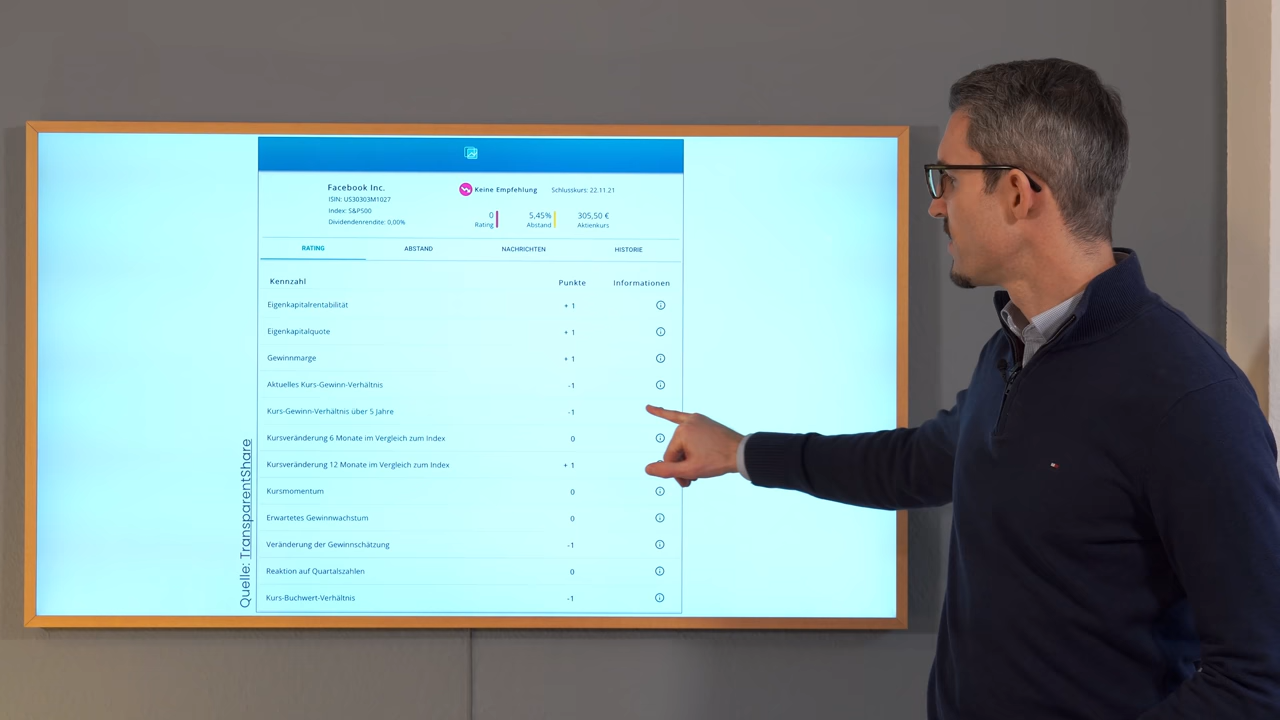 Facebook Inc.
ISIN: US30303M1027
Index: S&P500
Dividendenrendite: 0,00%
Keine Empfehlung
Schlusskurs: 22.11.21
0
Rating
5,45%
Abstand
305,50 €
Aktienkurs
RATING ABSTAND NACHRICHTEN HISTORIE
Kennzahl Punkte Informationen
Eigenkapitalrentabilität + 1
Eigenkapitalquote + 1
Gewinnmarge + 1
Aktuelles Kurs-Gewinn-Verhältnis -1
Kurs-Gewinn-Verhältnis über 5 Jahre -1
Kursveränderung 6 Monate im Vergleich zum Index 0
Kursveränderung 12 Monate im Vergleich zum Index + 1
Kursmomentum 0
Erwartetes Gewinnwachstum 0
Veränderung der Gewinnschätzung -1
Reaktion auf Quartalszahlen 0
Kurs-Buchwert-Verhältnis -1
Quelle: TransparentShare